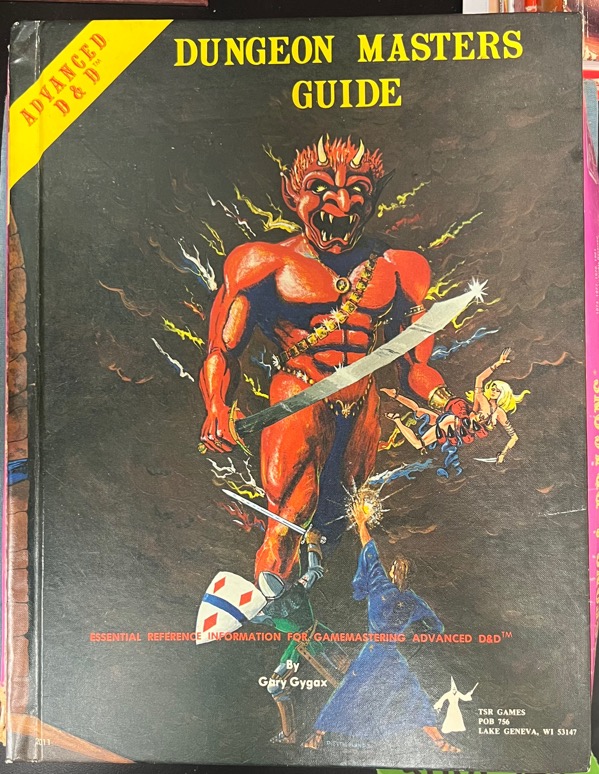 ADVANCED
D & D™
DUNGEON MASTERS
GUIDE
ESSENTIAL REFERENCE INFORMATION FOR GAMEMASTERING ADVANCED D&D™
By
Gary Gygax
TSR GAMES
POB 756
LAKE GENEVA, WI 53147
2011